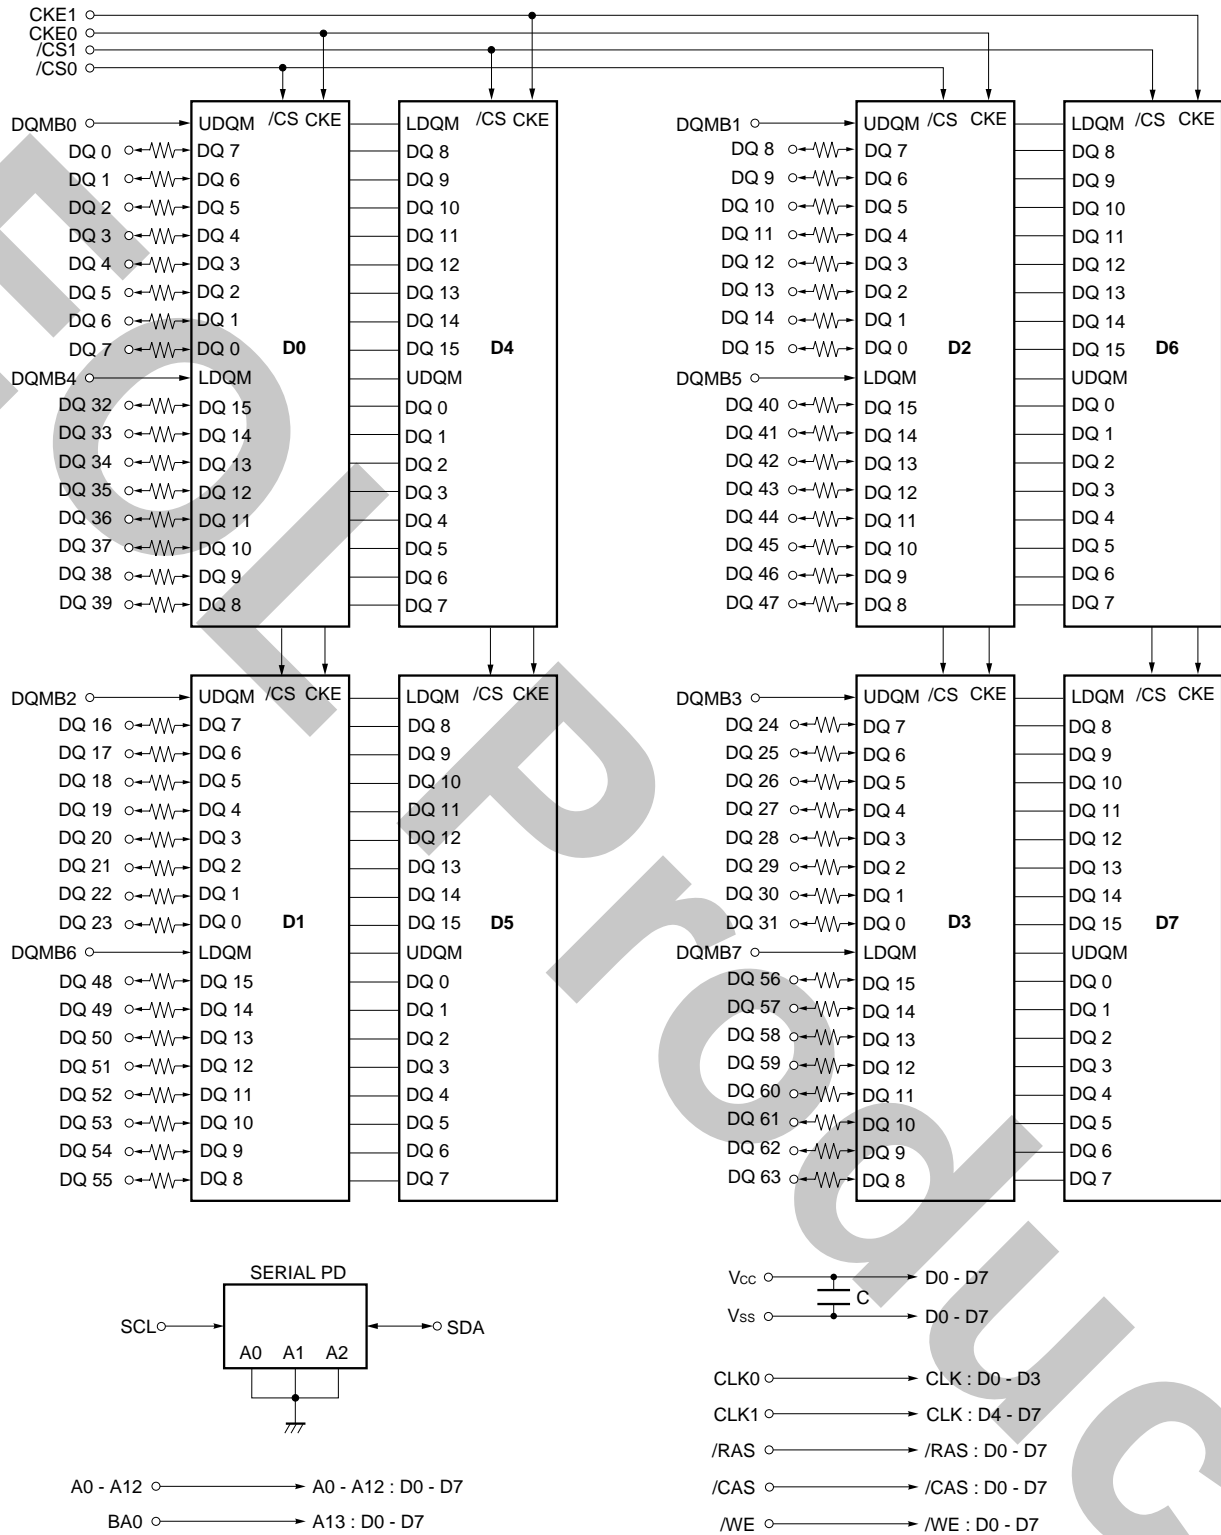 CKE1
CKE0
/CS1
/CS0
DQMB0 UDQM /CS CKE LDQM /CS CKE DQMB1 UDQM /CS CKE LDQM /CS CKE
DQ 0 DQ 7 DQ 8 DQ 8 DQ 7 DQ 8
DQ 1 DQ 6 DQ 9 DQ 9 DQ 6 DQ 9
DQ 2 DQ 5 DQ 10 DQ 10 DQ 5 DQ 10
DQ 3 DQ 4 DQ 11 DQ 11 DQ 4 DQ 11
DQ 4 DQ 3 DQ 12 DQ 12 DQ 3 DQ 12
DQ 5 DQ 2 DQ 13 DQ 13 DQ 2 DQ 13
DQ 6 DQ 1 DQ 14 DQ 14 DQ 1 DQ 14
DQ 7 DQ 0 D0 DQ 15 D4 DQ 15 DQ 0 D2 DQ 15 D6
DQMB4 LDQM UDQM DQMB5 LDQM UDQM
DQ 32 DQ 15 DQ 0 DQ 40 DQ 15 DQ 0
DQ 33 DQ 14 DQ 1 DQ 41 DQ 14 DQ 1
DQ 34 DQ 13 DQ 2 DQ 42 DQ 13 DQ 2
DQ 35 DQ 12 DQ 3 DQ 43 DQ 12 DQ 3
DQ 36 DQ 11 DQ 4 DQ 44 DQ 11 DQ 4
DQ 37 DQ 10 DQ 5 DQ 45 DQ 10 DQ 5
DQ 38 DQ 9 DQ 6 DQ 46 DQ 9 DQ 6
DQ 39 DQ 8 DQ 7 DQ 47 DQ 8 DQ 7
DQMB2 UDQM /CS CKE LDQM /CS CKE DQMB3 UDQM /CS CKE LDQM /CS CKE
DQ 16 DQ 7 DQ 8 DQ 24 DQ 7 DQ 8
DQ 17 DQ 6 DQ 9 DQ 25 DQ 6 DQ 9
DQ 18 DQ 5 DQ 10 DQ 26 DQ 5 DQ 10
DQ 19 DQ 4 DQ 11 DQ 27 DQ 4 DQ 11
DQ 20 DQ 3 DQ 12 DQ 28 DQ 3 DQ 12
DQ 21 DQ 2 DQ 13 DQ 29 DQ 2 DQ 13
DQ 22 DQ 1 DQ 14 DQ 30 DQ 1 DQ 14
DQ 23 DQ 0 D1 DQ 15 D5 DQ 31 DQ 0 D3 DQ 15 D7
DQMB6 LDQM UDQM DQMB7 LDQM UDQM
DQ 48 DQ 15 DQ 0 DQ 56 DQ 15 DQ 0
DQ 49 DQ 14 DQ 1 DQ 57 DQ 14 DQ 1
DQ 50 DQ 13 DQ 2 DQ 58 DQ 13 DQ 2
DQ 51 DQ 12 DQ 3 DQ 59 DQ 12 DQ 3
DQ 52 DQ 11 DQ 4 DQ 60 DQ 11 DQ 4
DQ 53 DQ 10 DQ 5 DQ 61 DQ 10 DQ 5
DQ 54 DQ 9 DQ 6 DQ 62 DQ 9 DQ 6
DQ 55 DQ 8 DQ 7 DQ 63 DQ 8 DQ 7
SERIAL PD
SCL SDA
A0 A1 A2
Vcc D0 - D7
C
Vss D0 - D7
CLK0 CLK : D0 - D3
CLK1 CLK : D4 - D7
/RAS /RAS : D0 - D7
A0 - A12 A0 - A12 : D0 - D7
/CAS /CAS : D0 - D7
BA0 A13 : D0 - D7
/WE /WE : D0 - D7
EOL Produc